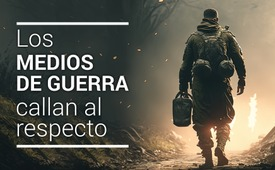 Los
MEDIOS
DE GUERRA
callan al
respecto